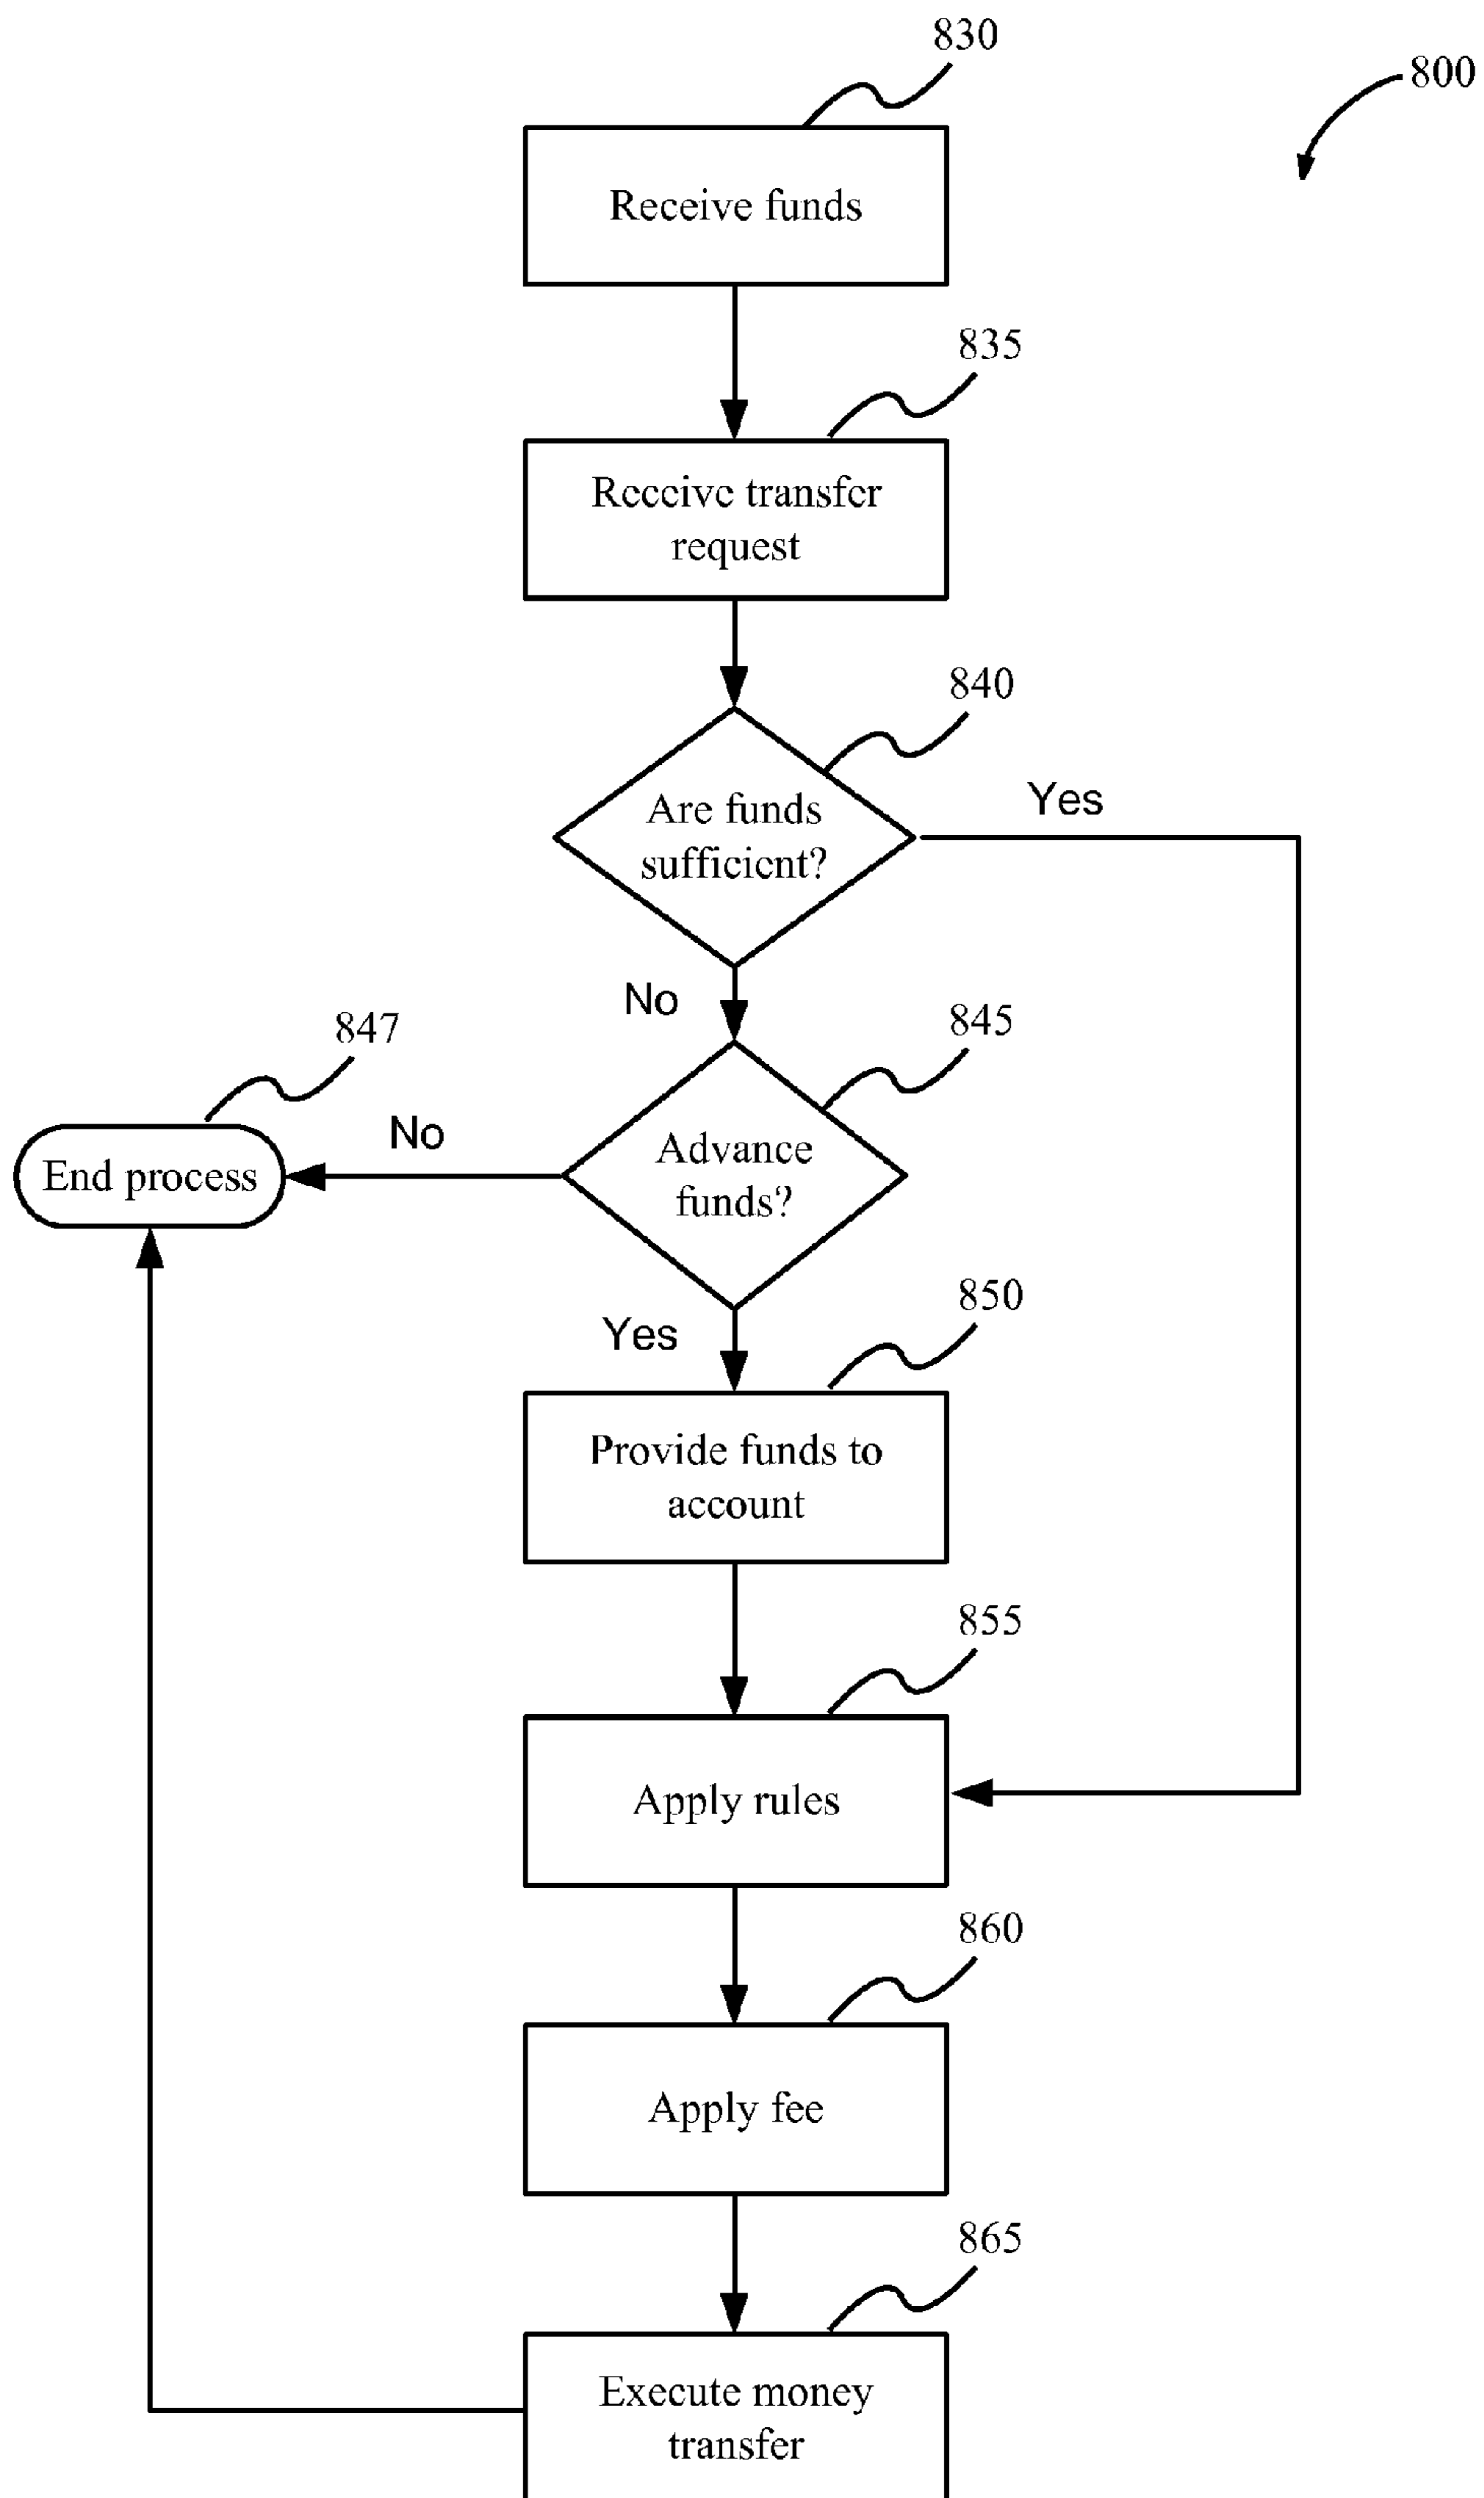 830
800
Receive funds
835
Receive transfer
request
840
Are funds
sufficient?
Yes
No
845
847
No
End process
Advance
funds?
Yes
850
Provide funds to
account
855
Apply rules
860
Apply fee
865
Execute money
transfer